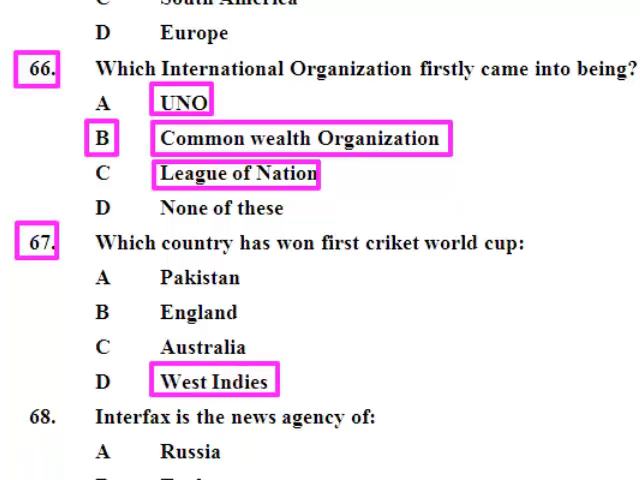 C South America
D Europe
66. Which International Organization firstly came into being?
A UNO
B Common wealth Organization
C League of Nation
D None of these
67. Which country has won first criket world cup:
A Pakistan
B England
C Australia
D West Indies
68. Interfax is the news agency of:
A Russia